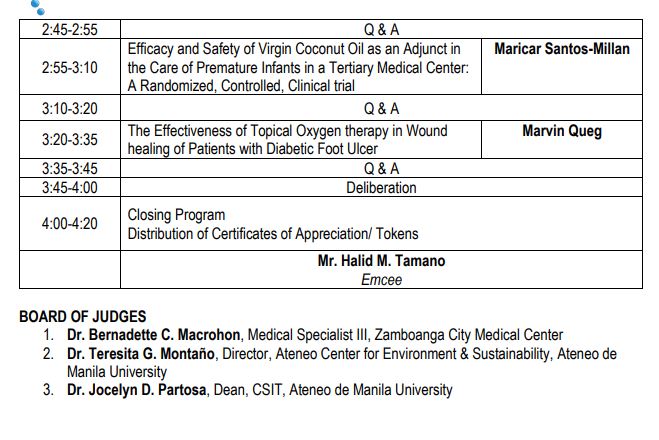 2:45-2:55 Q & A
Efficacy and Safety of Virgin Coconut Oil as an Adjunct in Maricar Santos-Millan
2:55-3:10 the Care of Premature Infants in a Tertiary Medical Center:
A Randomized, Controlled, Clinical trial
3:10-3:20 Q & A
3:20-3:35 The Effectiveness of Topical Oxygen therapy in Wound Marvin Queg
healing of Patients with Diabetic Foot Ulcer
3:35-3:45 Q & A
3:45-4:00 Deliberation
4:00-4:20 Closing Program
Distribution of Certificates of Appreciation/ Tokens
Mr. Halid M. Tamano
Emcee
BOARD OF JUDGES
1. Dr. Bernadette C. Macrohon, Medical Specialist III, Zamboanga City Medical Center
2. Dr. Teresita G. Montaño, Director, Ateneo Center for Environment & Sustainability, Ateneo de
Manila University
3. Dr. Jocelyn D. Partosa, Dean, CSIT, Ateneo de Manila University